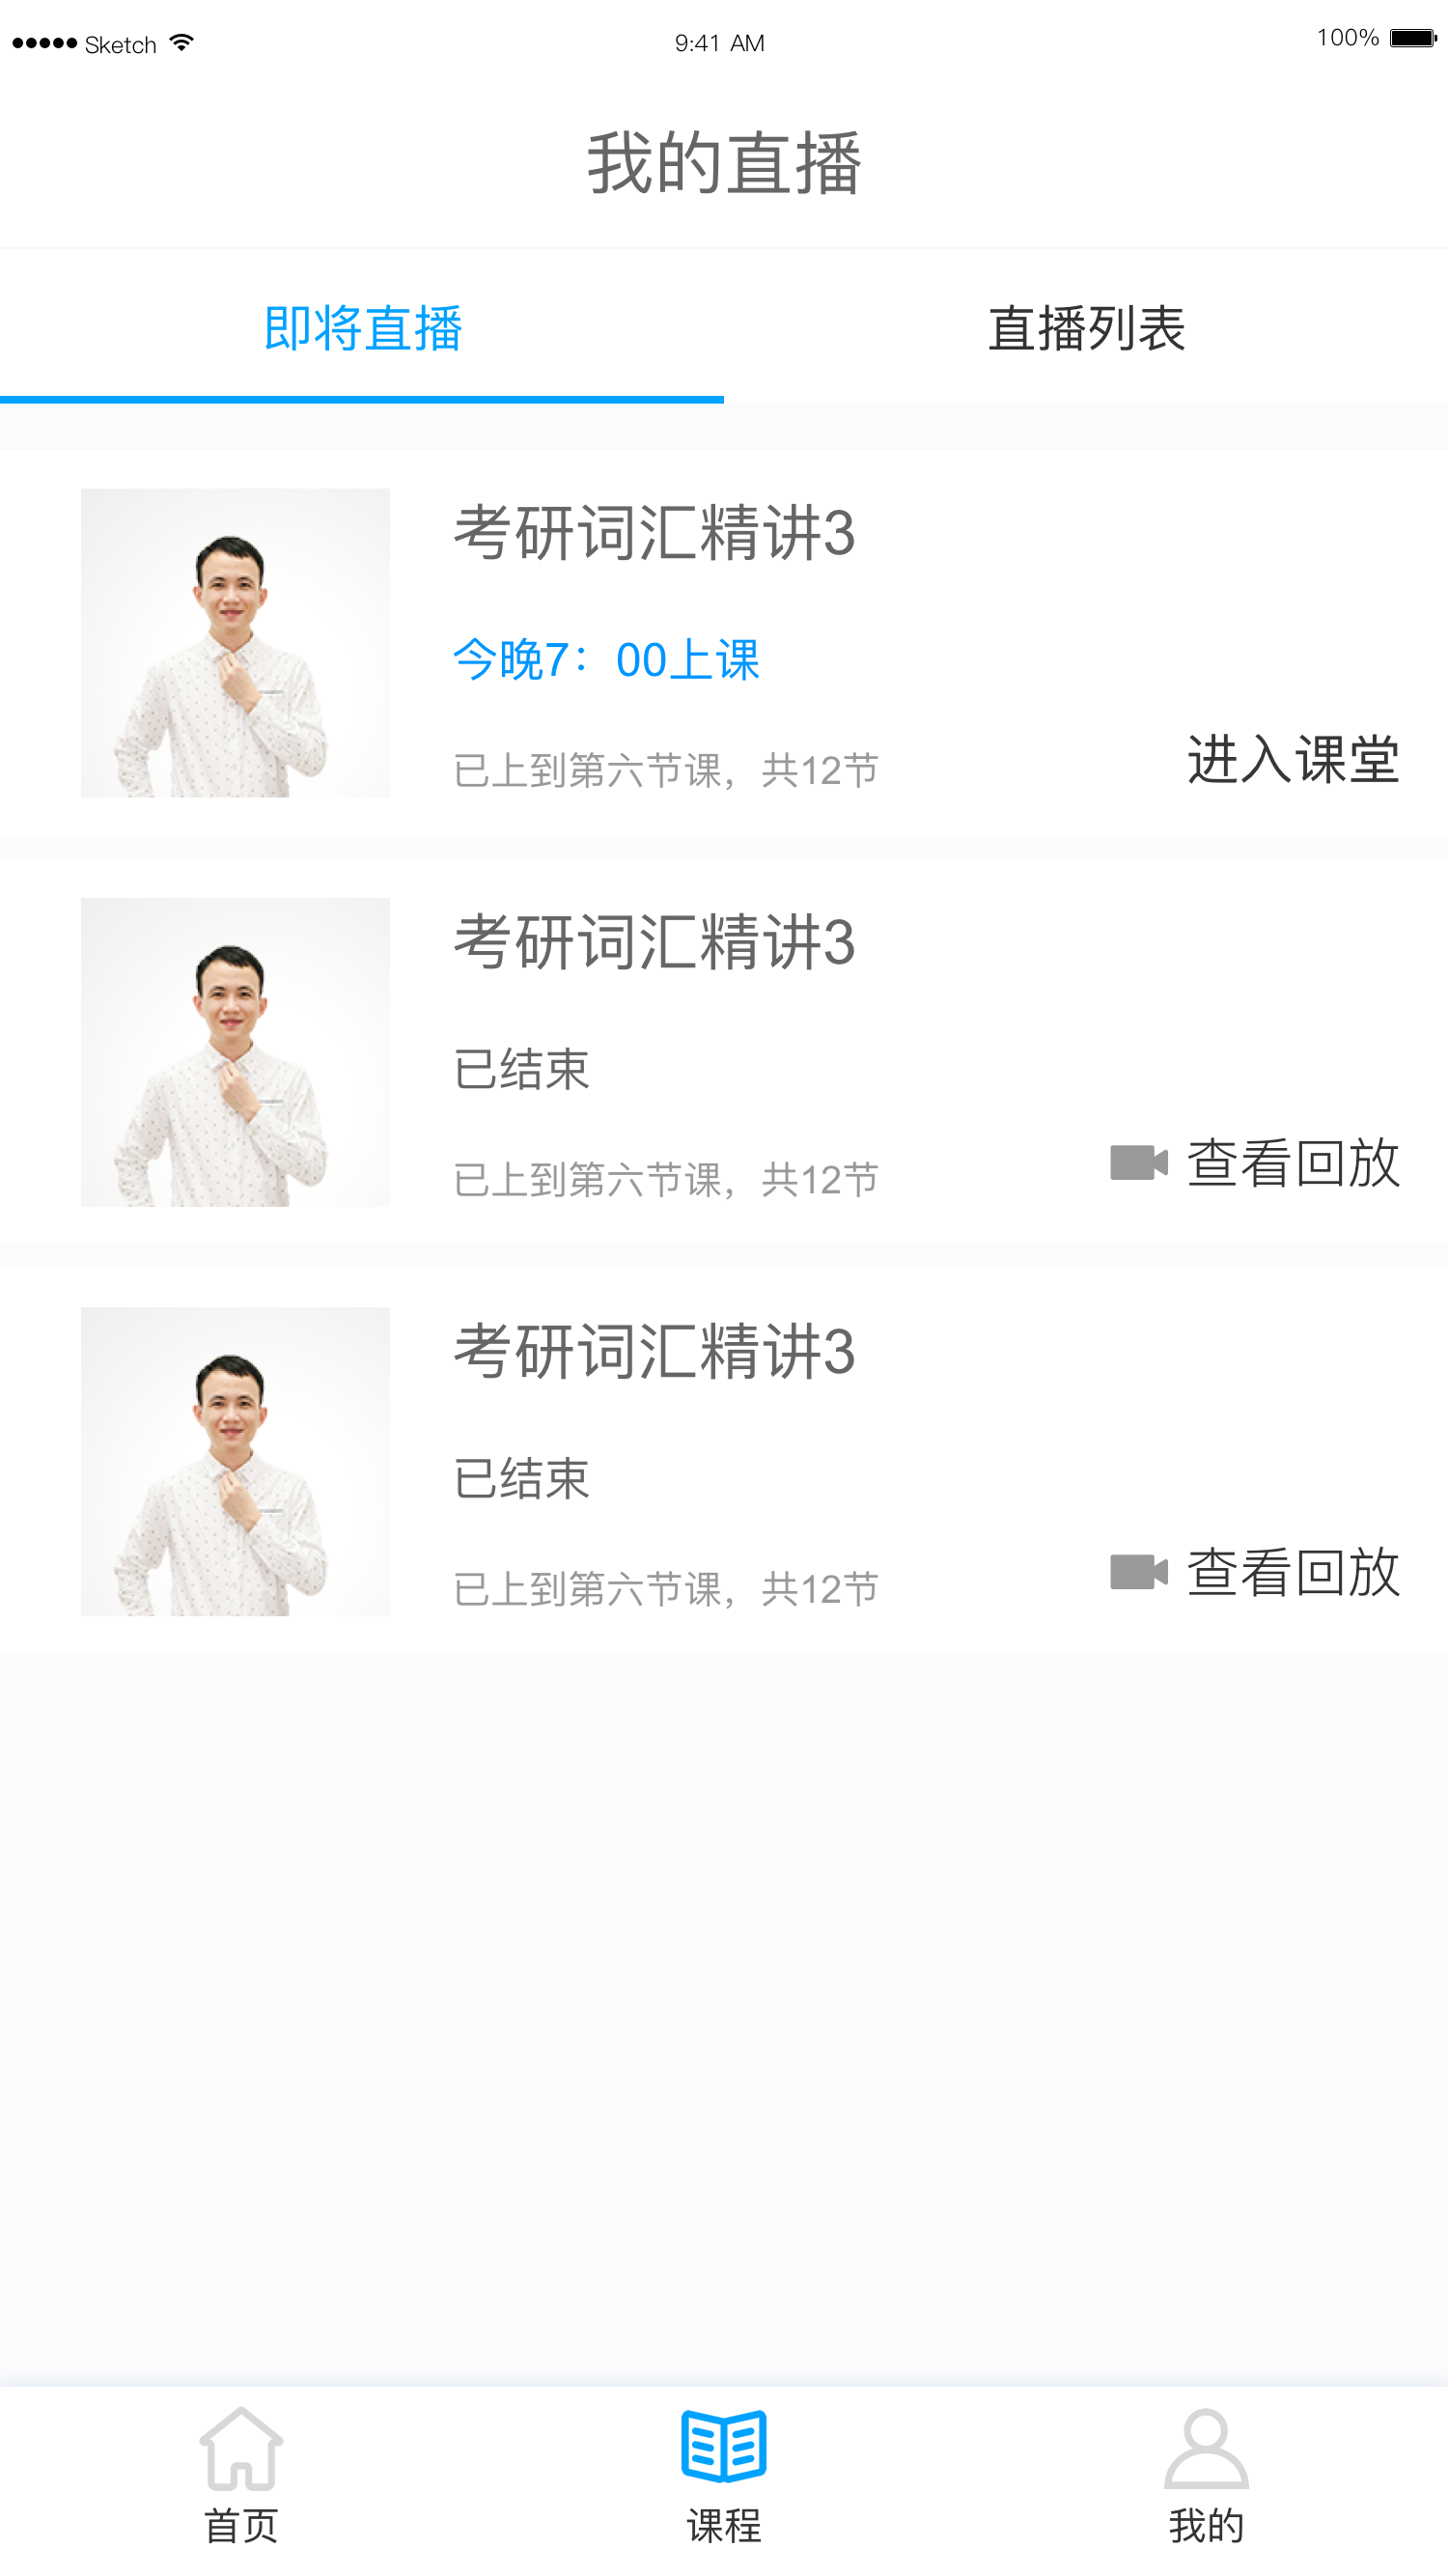 Sketch 9:41 AM 100%
我的直播
即将直播 直播列表
考研词汇精讲3
今晚7：00上课
已上到第六节课，共12节
进入课堂
考研词汇精讲3
已结束
已上到第六节课，共12节
查看回放
考研词汇精讲3
已结束
已上到第六节课，共12节
查看回放
首页 课程 我的